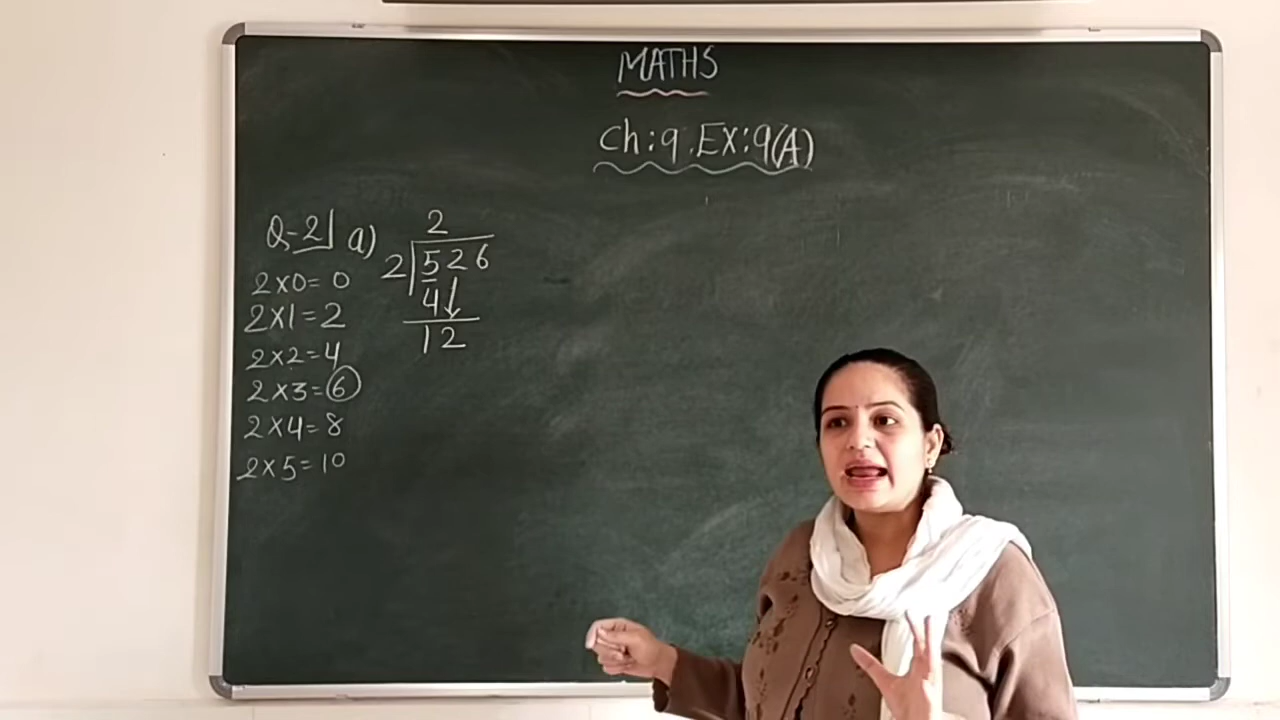 MATHS
Ch:9.Ex:9(A)
Q-2| a)
2
2 526
4↓
12
2x0=0
2x1=2
2x2=4
2x3=6
2x4=8
2x5=10